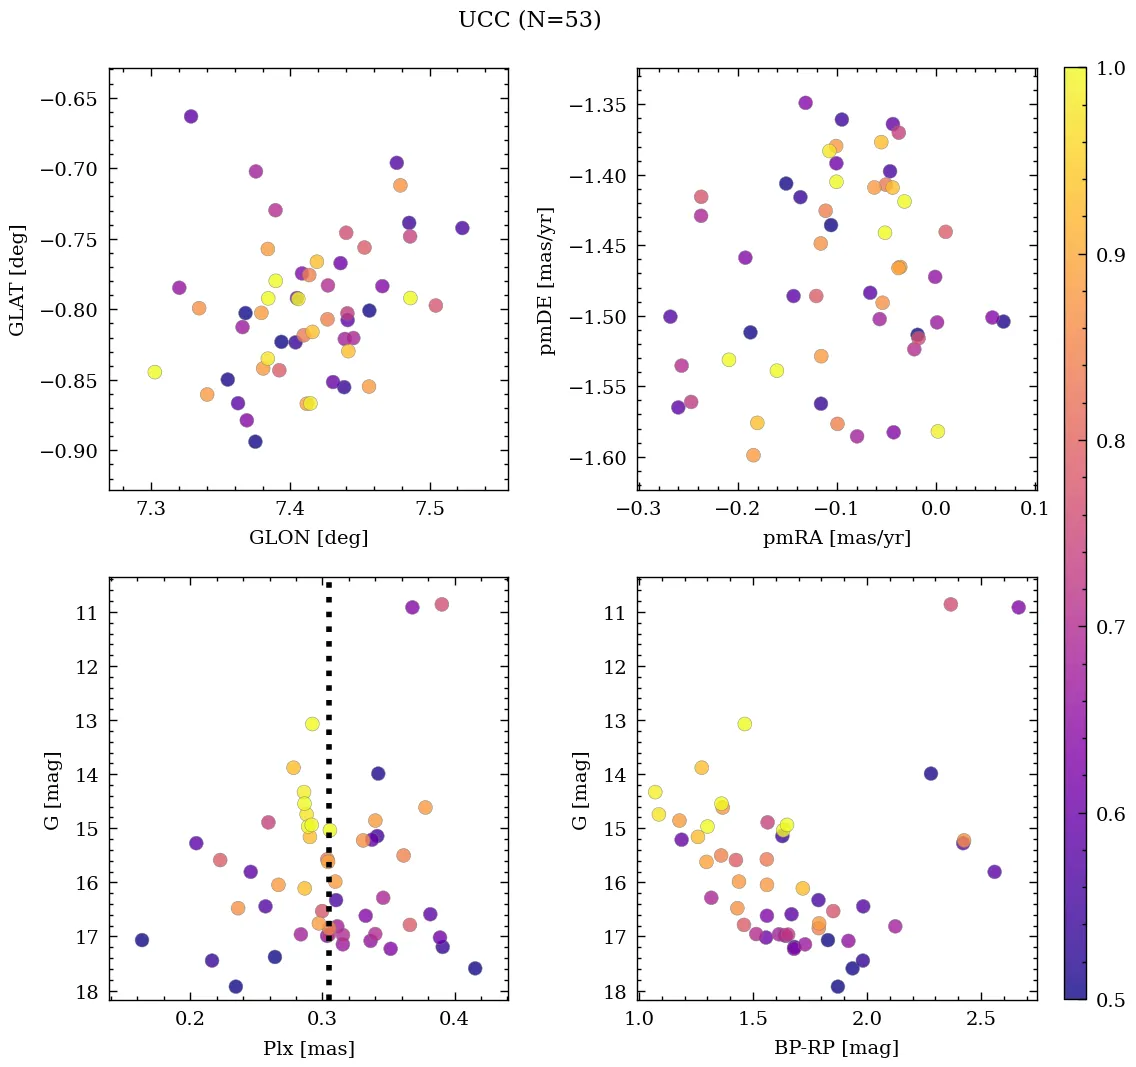 UCC (N=53)
−0.65
−0.70
−0.75
−0.80
−0.85
−0.90
GLAT [deg]
7.3 7.4 7.5
GLON [deg]
−1.35
−1.40
−1.45
−1.50
−1.55
−1.60
pmDE [mas/yr]
−0.3 −0.2 −0.1 0.0 0.1
pmRA [mas/yr]
11
12
13
14
15
16
17
18
G [mag]
0.2 0.3 0.4
Plx [mas]
11
12
13
14
15
16
17
18
G [mag]
1.0 1.5 2.0 2.5
BP-RP [mag]
1.0
0.9
0.8
0.7
0.6
0.5